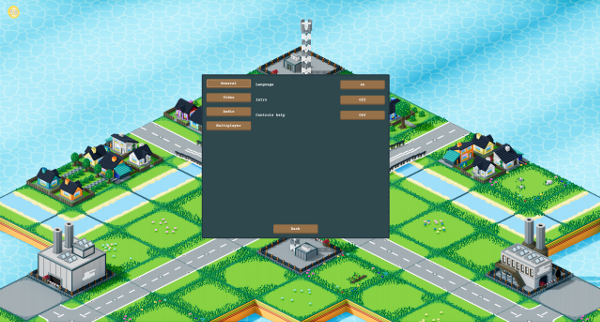 General
Language
en
Video
Intro
Off
Audio
Controls help
Off
Multiplayer
Back